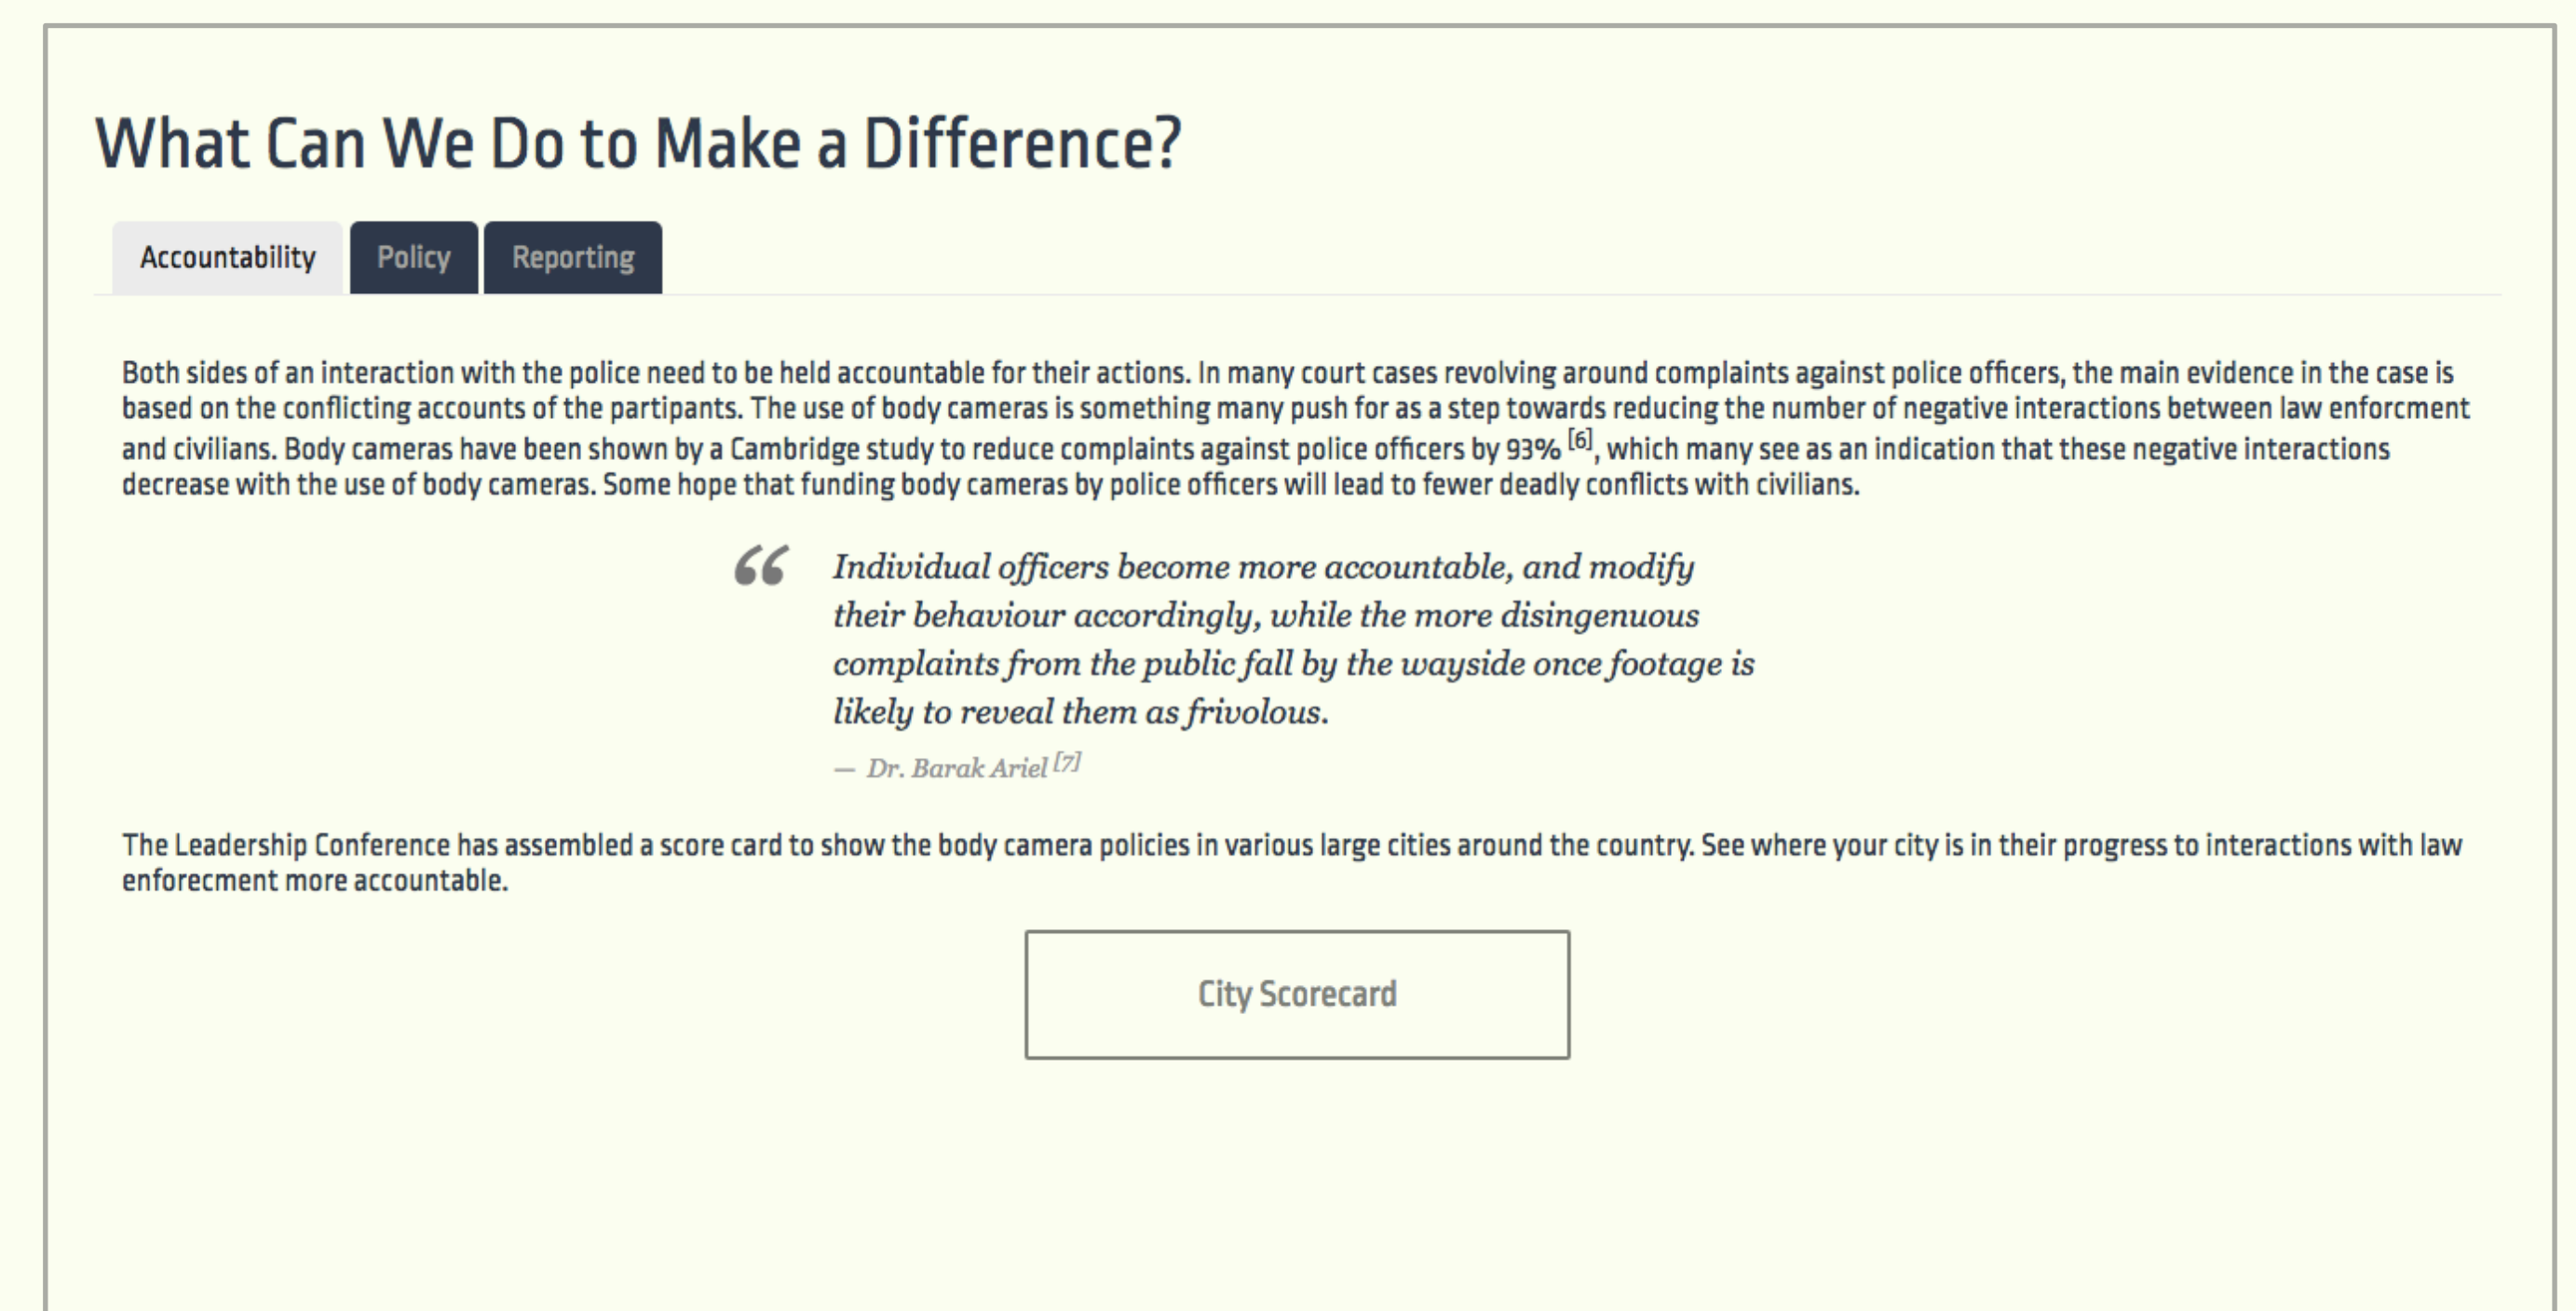 What Can We Do to Make a Difference?
Accountability Policy Reporting
Both sides of an interaction with the police need to be held accountable for their actions. In many court cases revolving around complaints against police officers, the main evidence in the case is
based on the conflicting accounts of the partipants. The use of body cameras is something many push for as a step towards reducing the number of negative interactions between law enforcment
and civilians. Body cameras have been shown by a Cambridge study to reduce complaints against police officers by 93% [6], which many see as an indication that these negative interactions
decrease with the use of body cameras. Some hope that funding body cameras by police officers will lead to fewer deadly conflicts with civilians.
“ Individual officers become more accountable, and modify
their behaviour accordingly, while the more disingenuous
complaints from the public fall by the wayside once footage is
likely to reveal them as frivolous.
— Dr. Barak Ariel [7]
The Leadership Conference has assembled a score card to show the body camera policies in various large cities around the country. See where your city is in their progress to interactions with law
enforecment more accountable.
City Scorecard